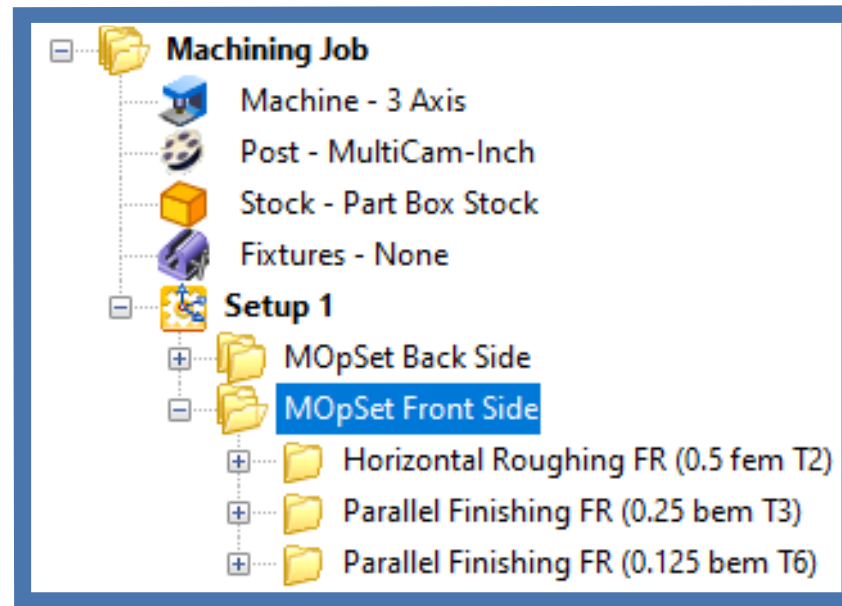 Machining Job
Machine - 3 Axis
Post - MultiCam-Inch
Stock - Part Box Stock
Fixtures - None
Setup 1
MOpSet Back Side
MOpSet Front Side
Horizontal Roughing FR (0.5 fem T2)
Parallel Finishing FR (0.25 bem T3)
Parallel Finishing FR (0.125 bem T6)